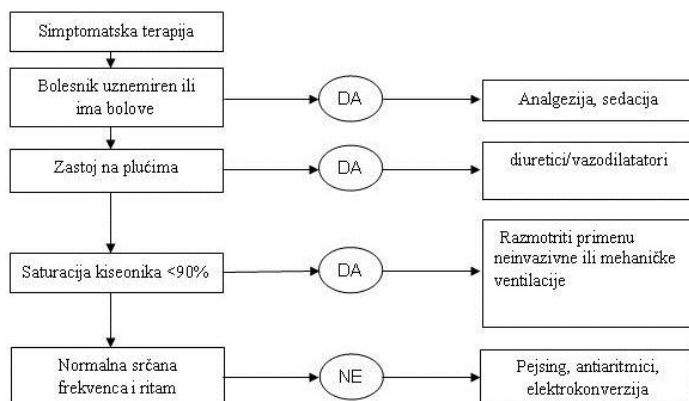 Simptomatska terapija
Bolesnik uznemiren ili
ima bolove
DA
Analgezija, sedacija
Zastoj na plućima
DA
diuretici/vazodilatatori
Saturacija kiseonika <90%
DA
Razmotriti primenu
neinvazivne ili mehaničke
ventilacije
Normalna srčana
frekvenca i ritam
NE
Pejsing, antiaritmici,
elektrokonverzija